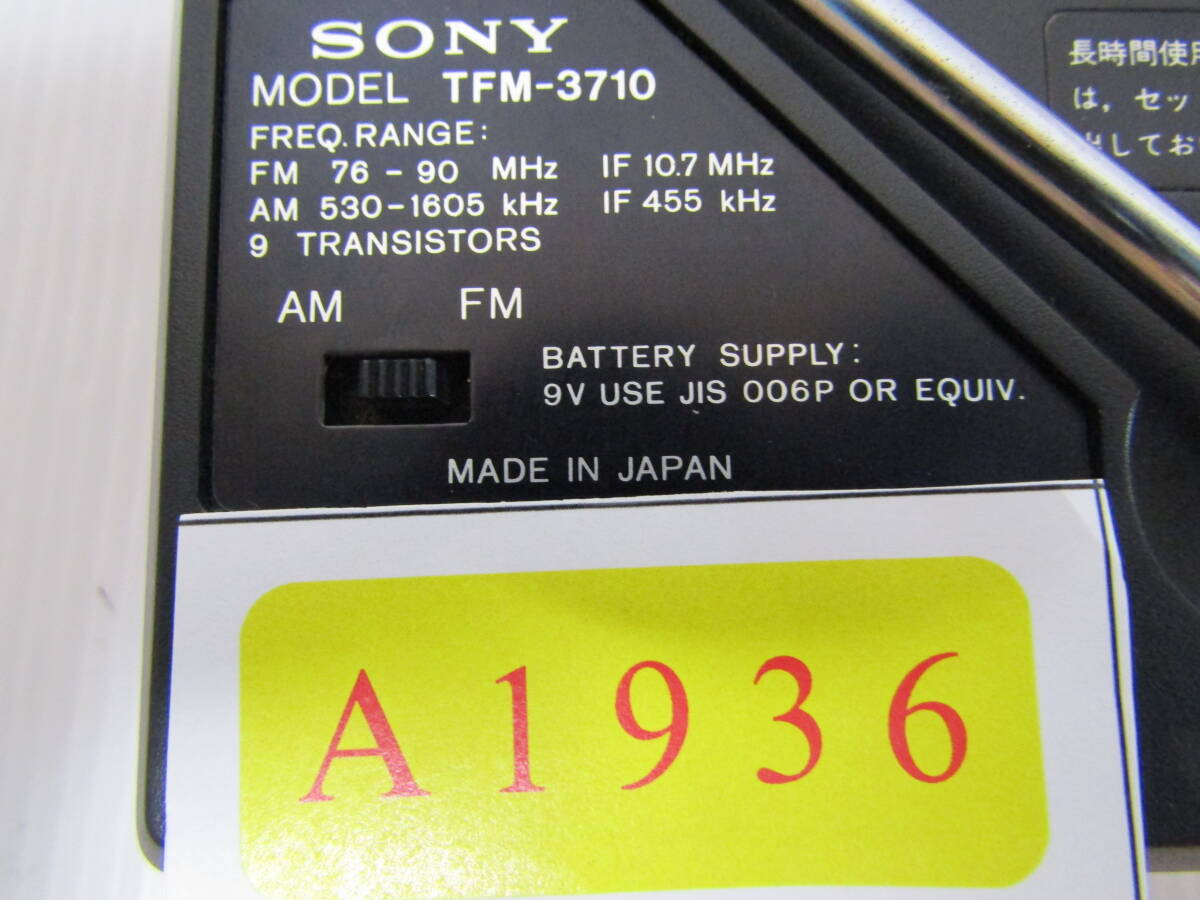 SONY
MODEL TFM-3710
FREQ. RANGE:
FM 76 - 90 MHz IF 10.7 MHz
AM 530-1605 kHz IF 455 kHz
9 TRANSISTORS
AM FM
BATTERY SUPPLY:
9V USE JIS 006P OR EQUIV.
MADE IN JAPAN
長時間使用
は，セッ
出してお
A1936